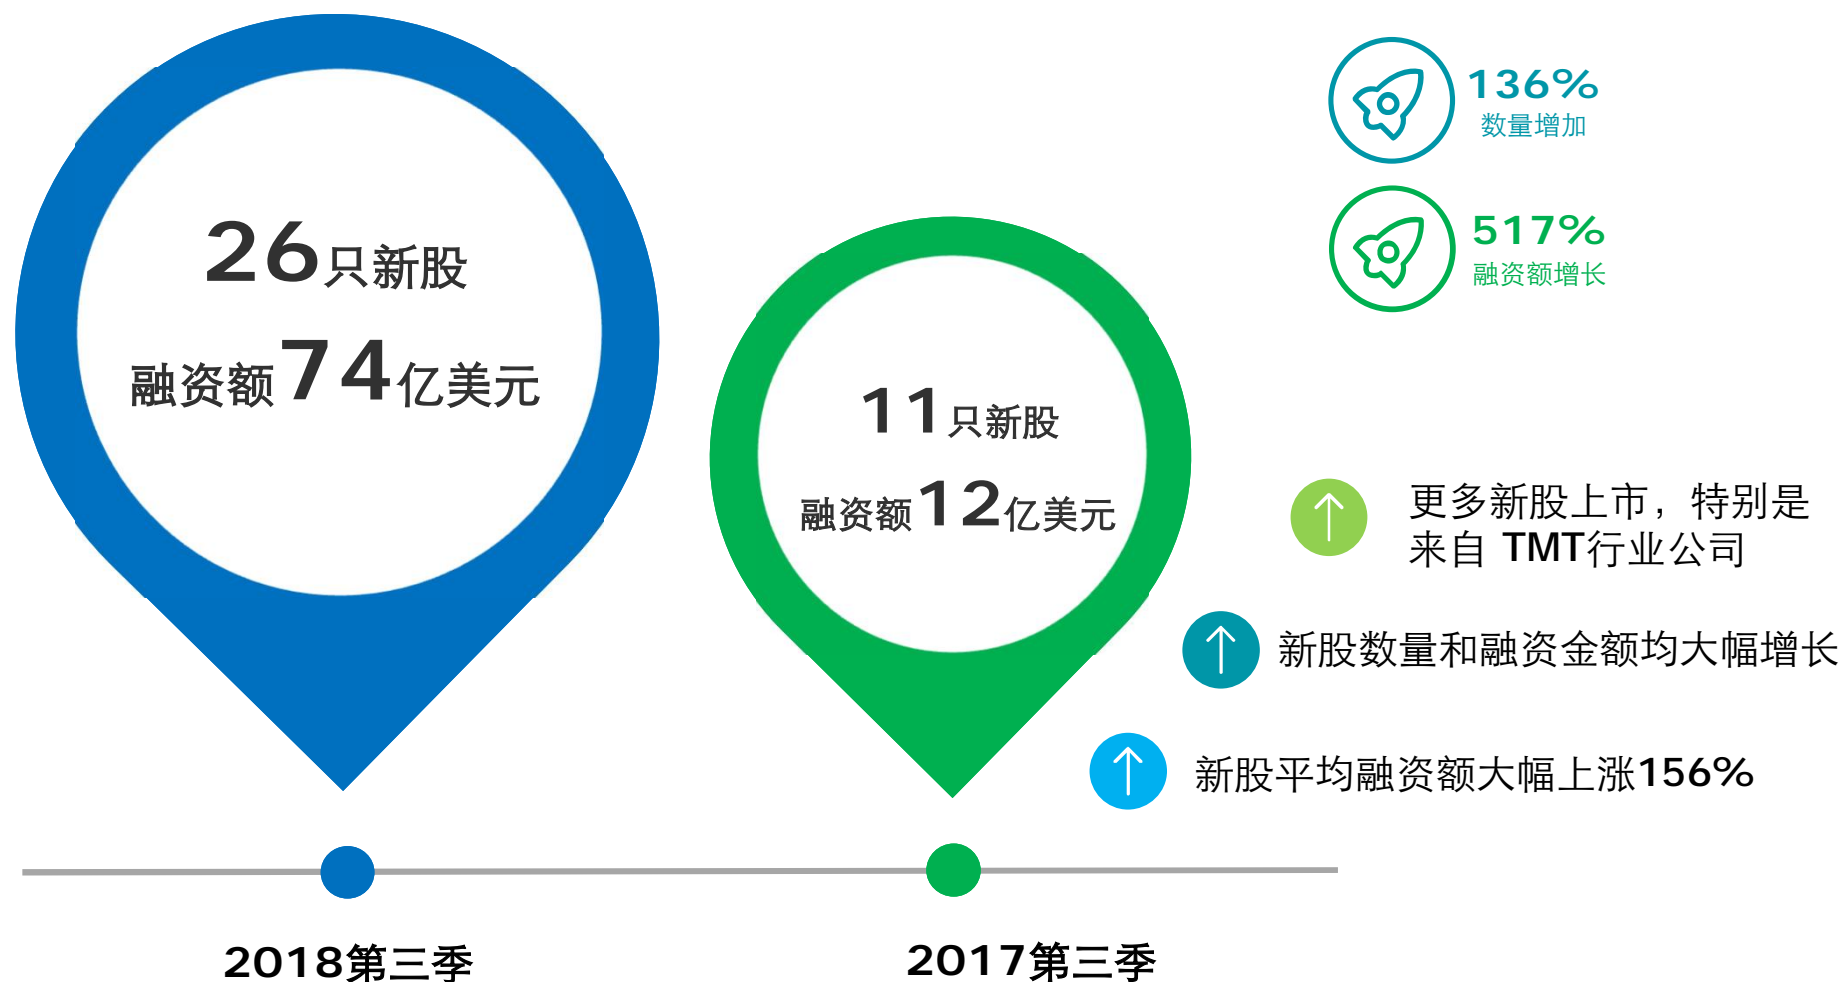 26只新股
融资额74亿美元
11只新股
融资额12亿美元
136%
数量增加
517%
融资额增长
更多新股上市，特别是
来自 TMT行业公司
新股数量和融资金额均大幅增长
新股平均融资额大幅上涨156%
2018第三季
2017第三季